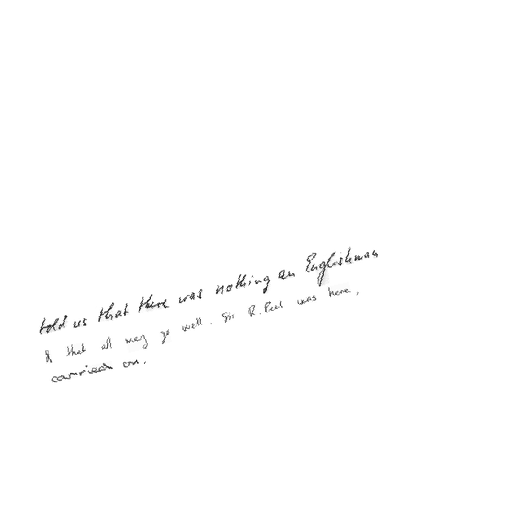 told us that there was nothing an Englishman
& that all may go well. Sir R. Peel was here,
carried on.